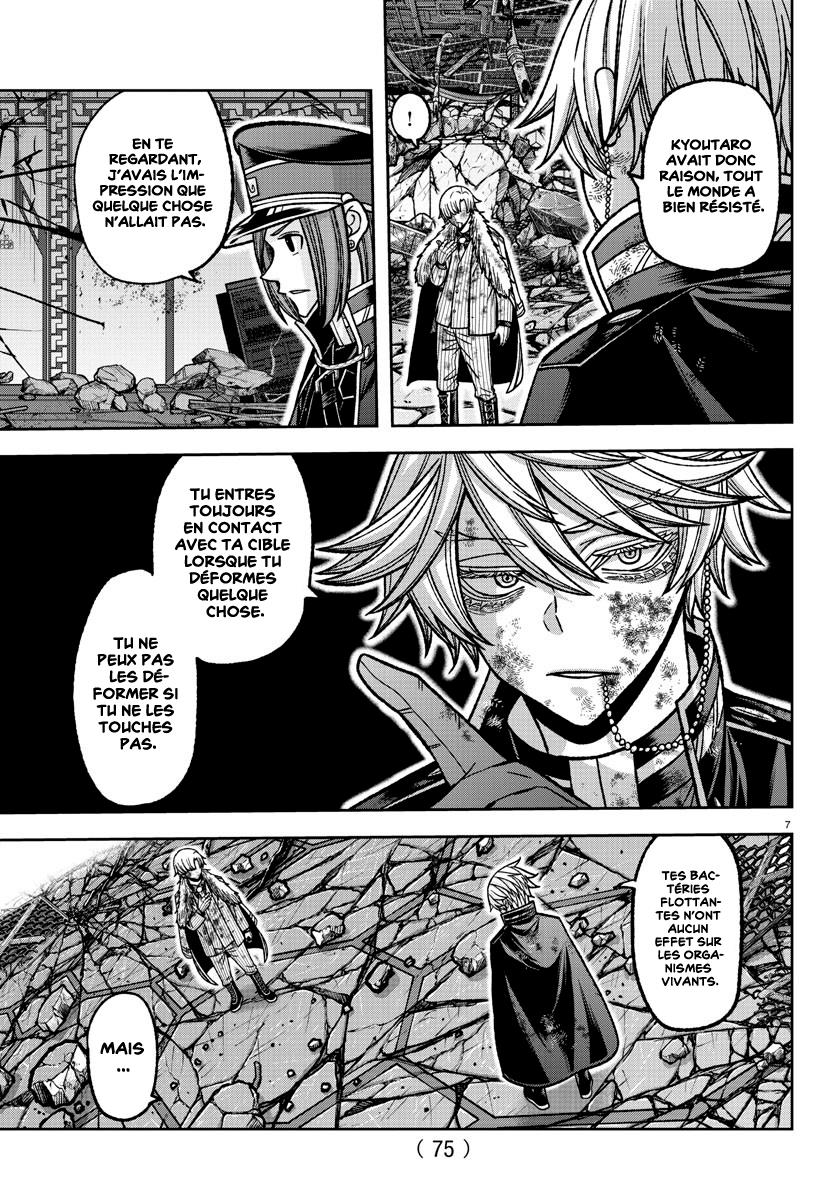 KYOUTARO
AVAIT DONC
RAISON, TOUT
LE MONDE A
BIEN RÉSISTÉ.
!
EN TE
REGARDANT,
J'AVAIS L'IM-
PRESSION QUE
QUELQUE CHOSE
N'ALLAIT PAS.
TU ENTRES
TOUJOURS
EN CONTACT
AVEC TA CIBLE
LORSQUE TU
DÉFORMES
QUELQUE
CHOSE.
TU NE
PEUX PAS
LES DÉ-
FORMER SI
TU NE LES
TOUCHES
PAS.
7
TES BAC-
TÉRIES
FLOTTAN-
TES N'ONT
AUCUN
EFFET SUR
LES ORGA-
NISMES
VIVANTS.
MAIS
...
( 75 )